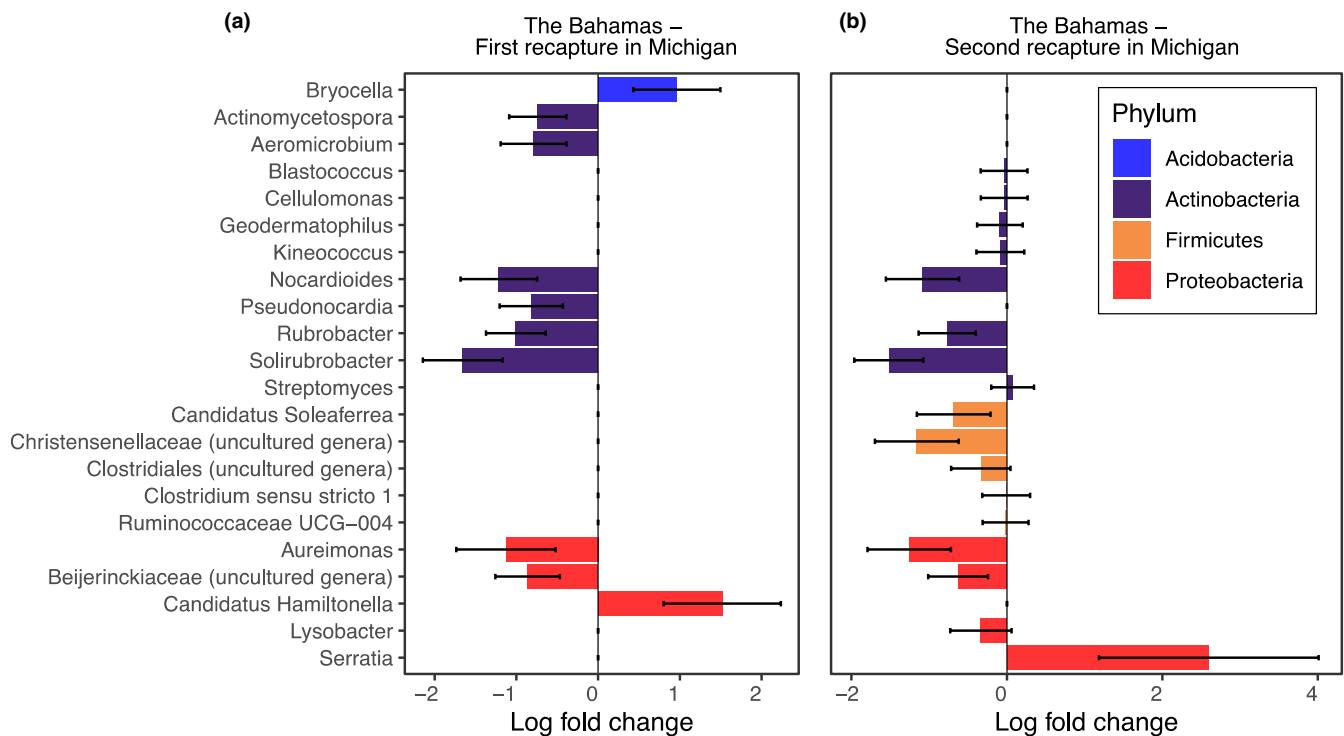 (a)
The Bahamas –
First recapture in Michigan
(b)
The Bahamas –
Second recapture in Michigan
Bryocella
Actinomycetospora
Aeromicrobium
Blastococcus
Cellulomonas
Geodermatophilus
Kineococcus
Nocardioides
Pseudonocardia
Rubrobacter
Solirubrobacter
Streptomyces
Candidatus Soleaferrea
Christensenellaceae (uncultured genera)
Clostridiales (uncultured genera)
Clostridium sensu stricto 1
Ruminococcaceae UCG−004
Aureimonas
Beijerinckiaceae (uncultured genera)
Candidatus Hamiltonella
Lysobacter
Serratia
Phylum
Acidobacteria
Actinobacteria
Firmicutes
Proteobacteria
−2 −1 0 1 2
Log fold change
−2 0 2 4
Log fold change